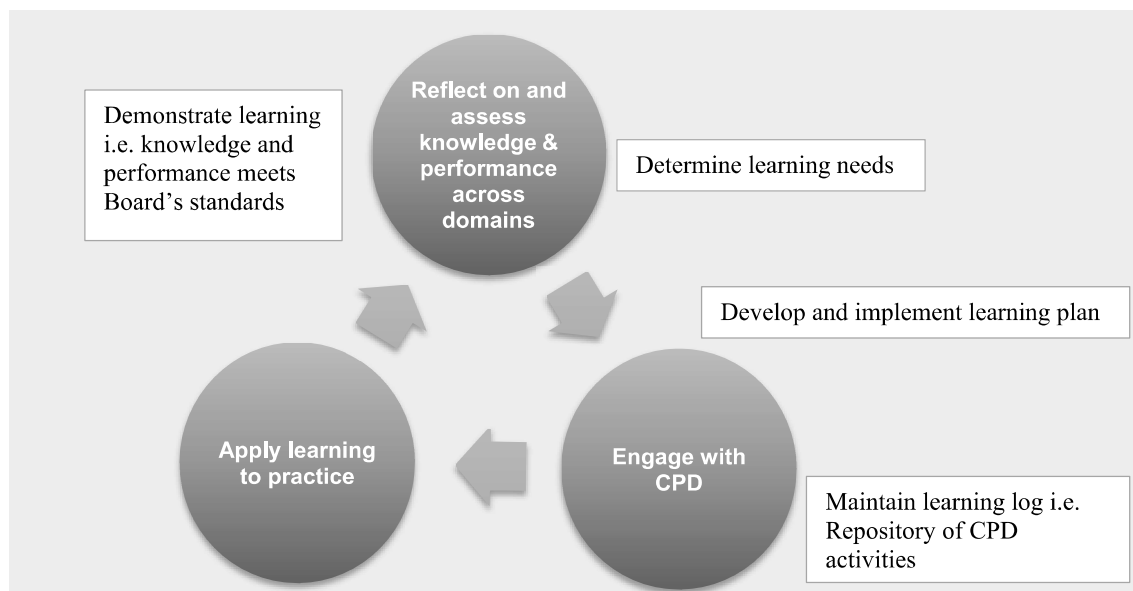 Reflect on and
assess
knowledge &
performance
across
domains
Demonstrate learning
i.e. knowledge and
performance meets
Board’s standards
Determine learning needs
Develop and implement learning plan
Apply learning
to practice
Engage with
CPD
Maintain learning log i.e.
Repository of CPD
activities